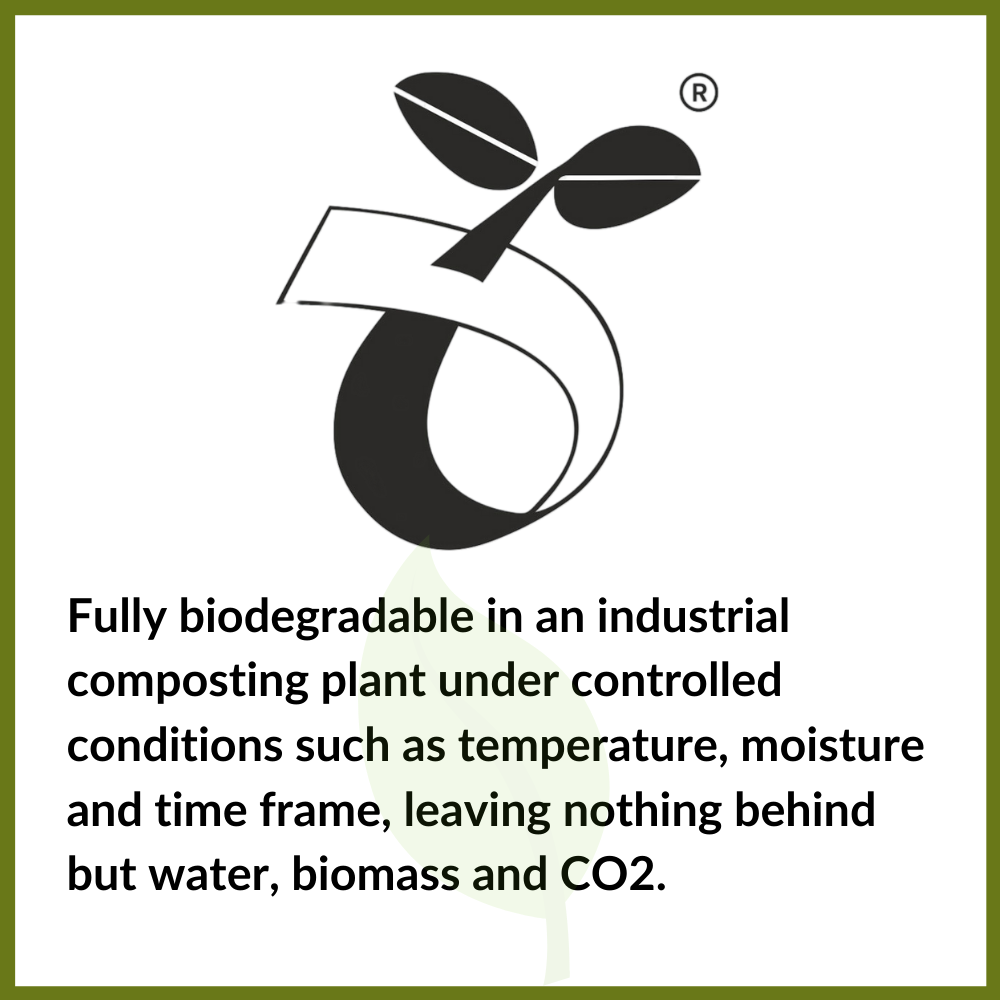 ®
Fully biodegradable in an industrial
composting plant under controlled
conditions such as temperature, moisture
and time frame, leaving nothing behind
but water, biomass and CO2.